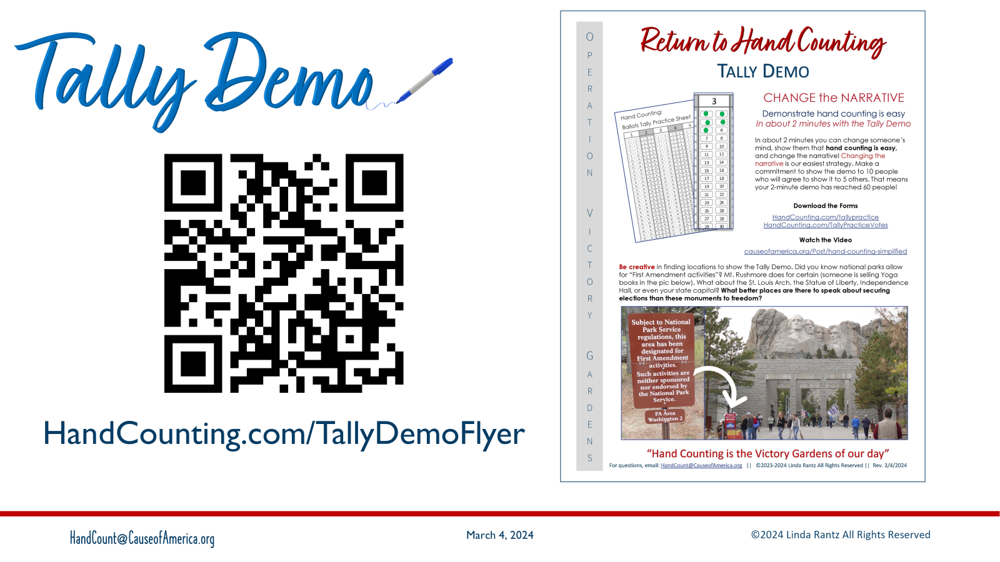 Tally Demo
HandCounting.com/TallyDemoFlyer
OPERATION VICTORY GARDENS
Return to Hand Counting
TALLY DEMO
Hand Counting:
Ballots Tally Practice Sheet
1 2 3 4 5
3
6
7 8
9 10
11 12
13 14
15 16
17 18
19 20
21 22
23 24
25 26
27 28
29 30
CHANGE the NARRATIVE
Demonstrate hand counting is easy
In about 2 minutes with the Tally Demo
In about 2 minutes you can change someone's
mind, show them that hand counting is easy,
and change the narrative! Changing the
narrative is our easiest strategy. Make a
commitment to show the demo to 10 people
who will agree to show it to 5 others. That means
your 2-minute demo has reached 60 people!
Download the Forms
HandCounting.com/tallypractice
HandCounting.com/TallyPracticeVotes
Watch the Video
causeofamerica.org/Post/hand-counting-simplified
Be creative in finding locations to show the Tally Demo. Did you know national parks allow
for "First Amendment activities"? Mt. Rushmore does for certain (someone is selling Yoga
books in the pic below). What about the St. Louis Arch, the Statue of Liberty, Independence
Hall, or even your state capitol? What better places are there to speak about securing
elections than these monuments to freedom?
Subject to National
Park Service
regulations, this
area has been
designated for
First Amendment
activities.
Such activities are
neither sponsored
nor endorsed by
the National Park
Service.
FA Area
Washington 2
YOGA
BOOKS
"Hand Counting is the Victory Gardens of our day"
For questions, email: HandCount@CauseofAmerica.org || ©2023-2024 Linda Rantz All Rights Reserved || Rev. 3/4/2024
HandCount@CauseofAmerica.org
March 4, 2024
©2024 Linda Rantz All Rights Reserved